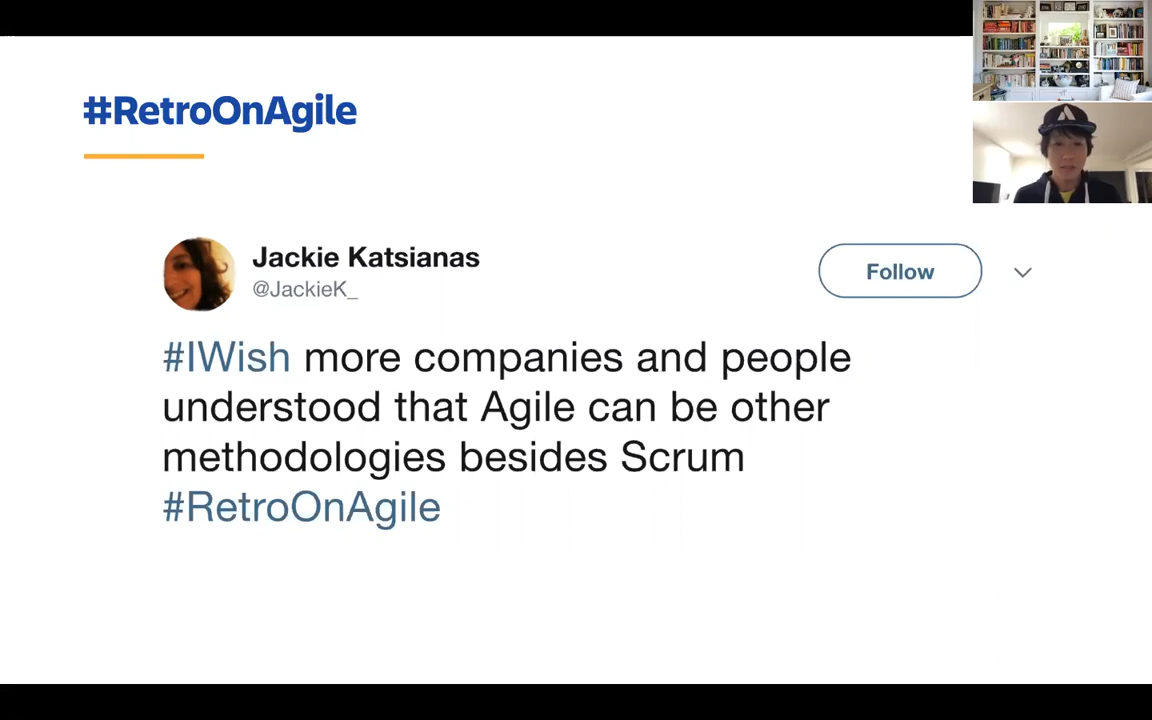 #RetroOnAgile
Jackie Katsianas
@JackieK_
Follow
#IWish more companies and people
understood that Agile can be other
methodologies besides Scrum
#RetroOnAgile